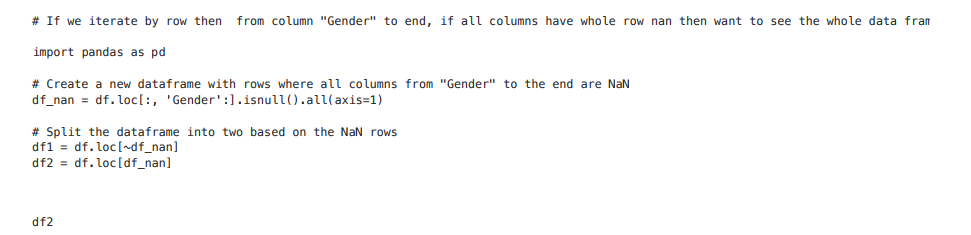 # If we iterate by row then  from column "Gender" to end, if all columns have whole row nan then want to see the whole data
import pandas as pd
# Create a new dataframe with rows where all columns from "Gender" to the end are NaN
df_nan = df.loc[:, 'Gender':].isnull().all(axis=1)
# Split the dataframe into two based on the NaN rows
df1 = df.loc[~df_nan]
df2 = df.loc[df_nan]
df2